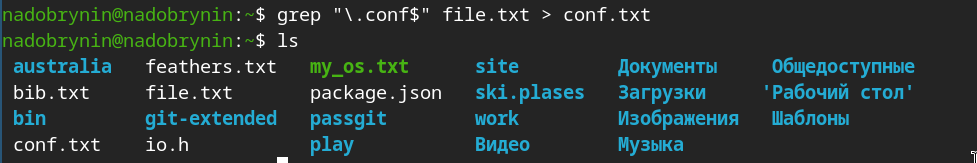 nadobrynin@nadobrynin:~$ grep "\.conf$" file.txt > conf.txt
nadobrynin@nadobrynin:~$ ls
australia feathers.txt my_os.txt site Документы Общедоступные
bib.txt file.txt package.json ski.plases Загрузки 'Рабочий стол'
bin git-extended passgit work Изображения Шаблоны
conf.txt io.h play Видео Музыка